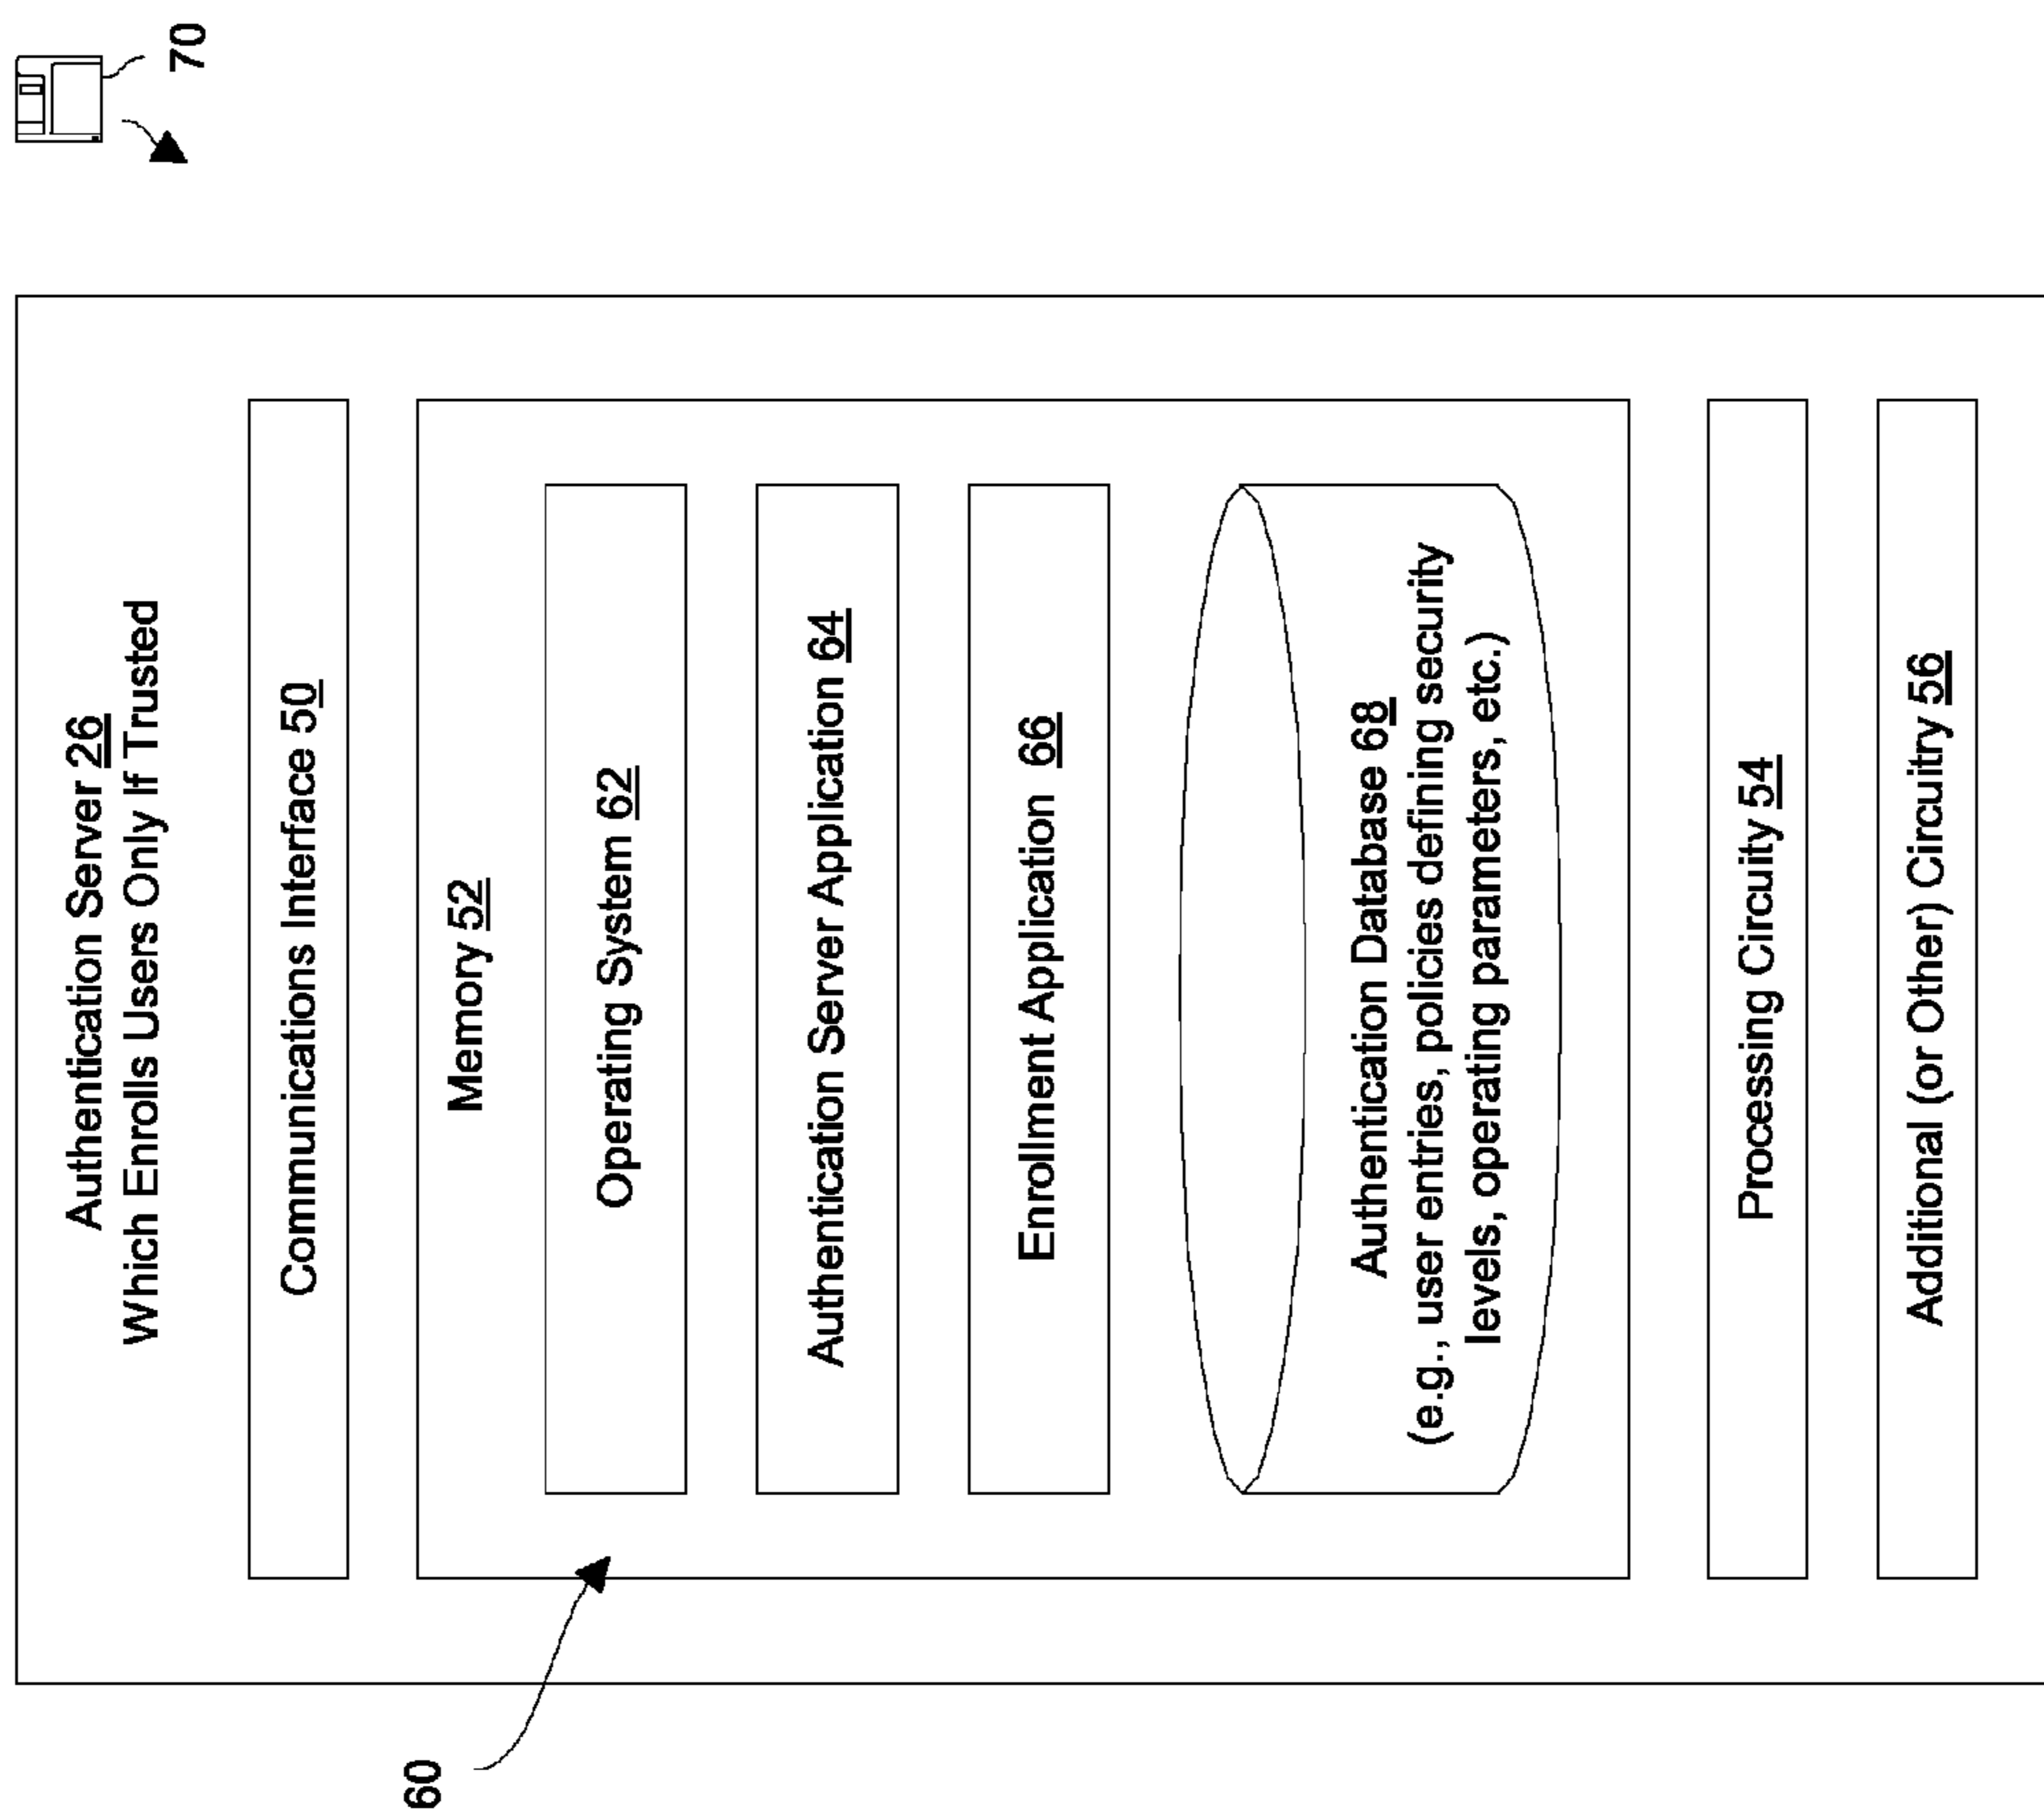 70
Authentication Server 26
Which Enrolls Users Only If Trusted
Communications Interface 50
60
Memory 52
Operating System 62
Authentication Server Application 64
Enrollment Application 66
Authentication Database 68
(e.g., user entries, policies defining security
levels, operating parameters, etc.)
Processing Circuity 54
Additional (or Other) Circuitry 56